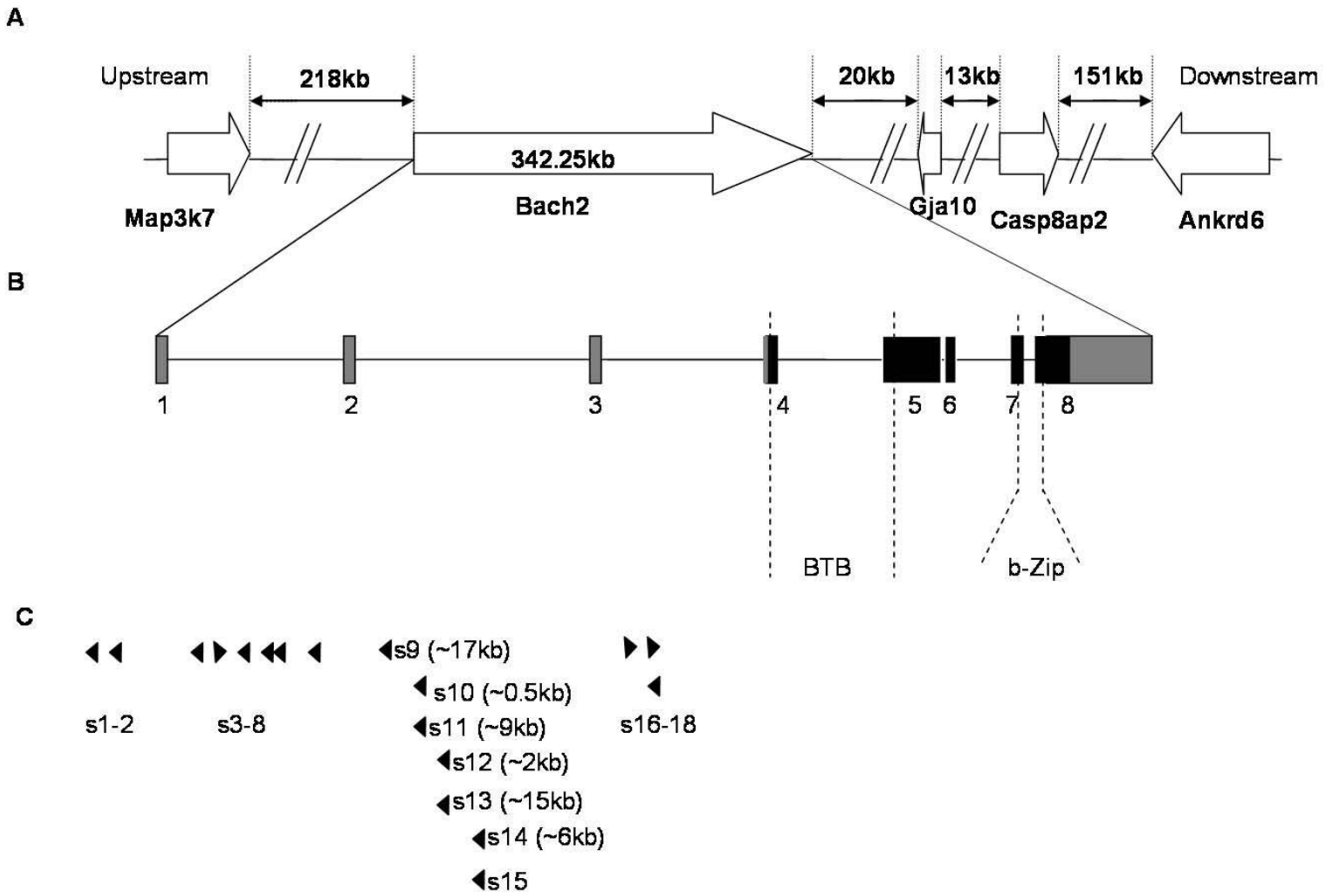 A
Upstream 218kb 20kb 13kb 151kb Downstream
342.25kb
Map3k7 Bach2 Gja10 Casp8ap2 Ankrd6
B
1 2 3 4 5 6 7 8
BTB b-Zip
C
s9 (~17kb)
s10 (~0.5kb)
s1-2 s3-8 s11 (~9kb) s16-18
s12 (~2kb)
s13 (~15kb)
s14 (~6kb)
s15